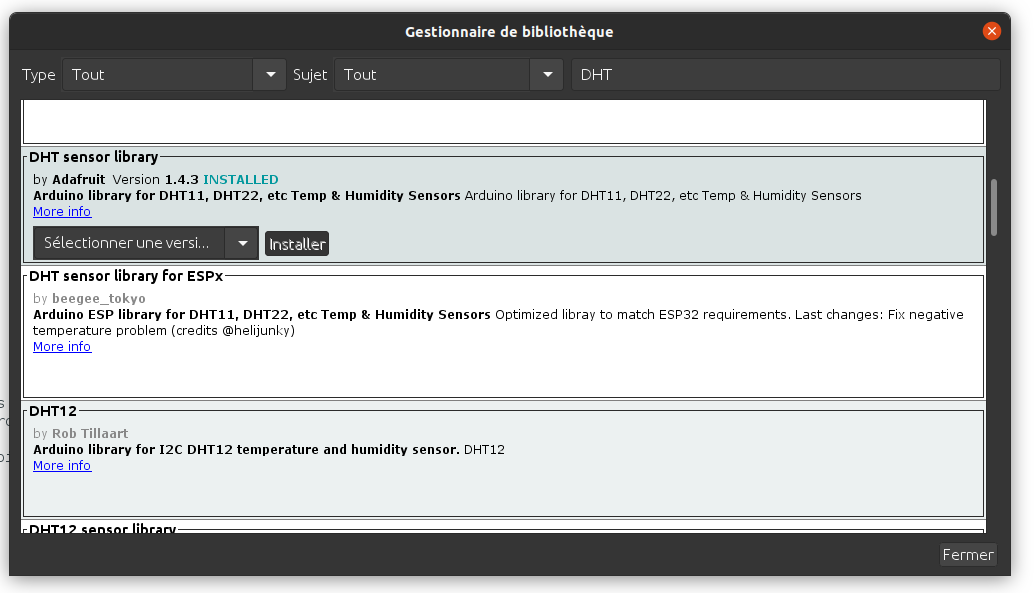 Gestionnaire de bibliothèque
Type Tout Sujet Tout DHT
DHT sensor library
by Adafruit Version 1.4.3 INSTALLED
Arduino library for DHT11, DHT22, etc Temp & Humidity Sensors Arduino library for DHT11, DHT22, etc Temp & Humidity Sensors
More info
Sélectionner une versi... Installer
DHT sensor library for ESPx
by beegee_tokyo
Arduino ESP library for DHT11, DHT22, etc Temp & Humidity Sensors Optimized libray to match ESP32 requirements. Last changes: Fix negative
temperature problem (credits @helijunky)
More info
DHT12
by Rob Tillaart
Arduino library for I2C DHT12 temperature and humidity sensor. DHT12
More info
DHT12 sensor library
Fermer